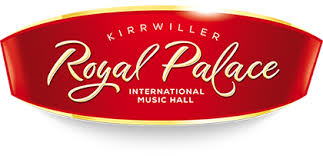 KIRRWILLER
Royal Palace
INTERNATIONAL
MUSIC HALL